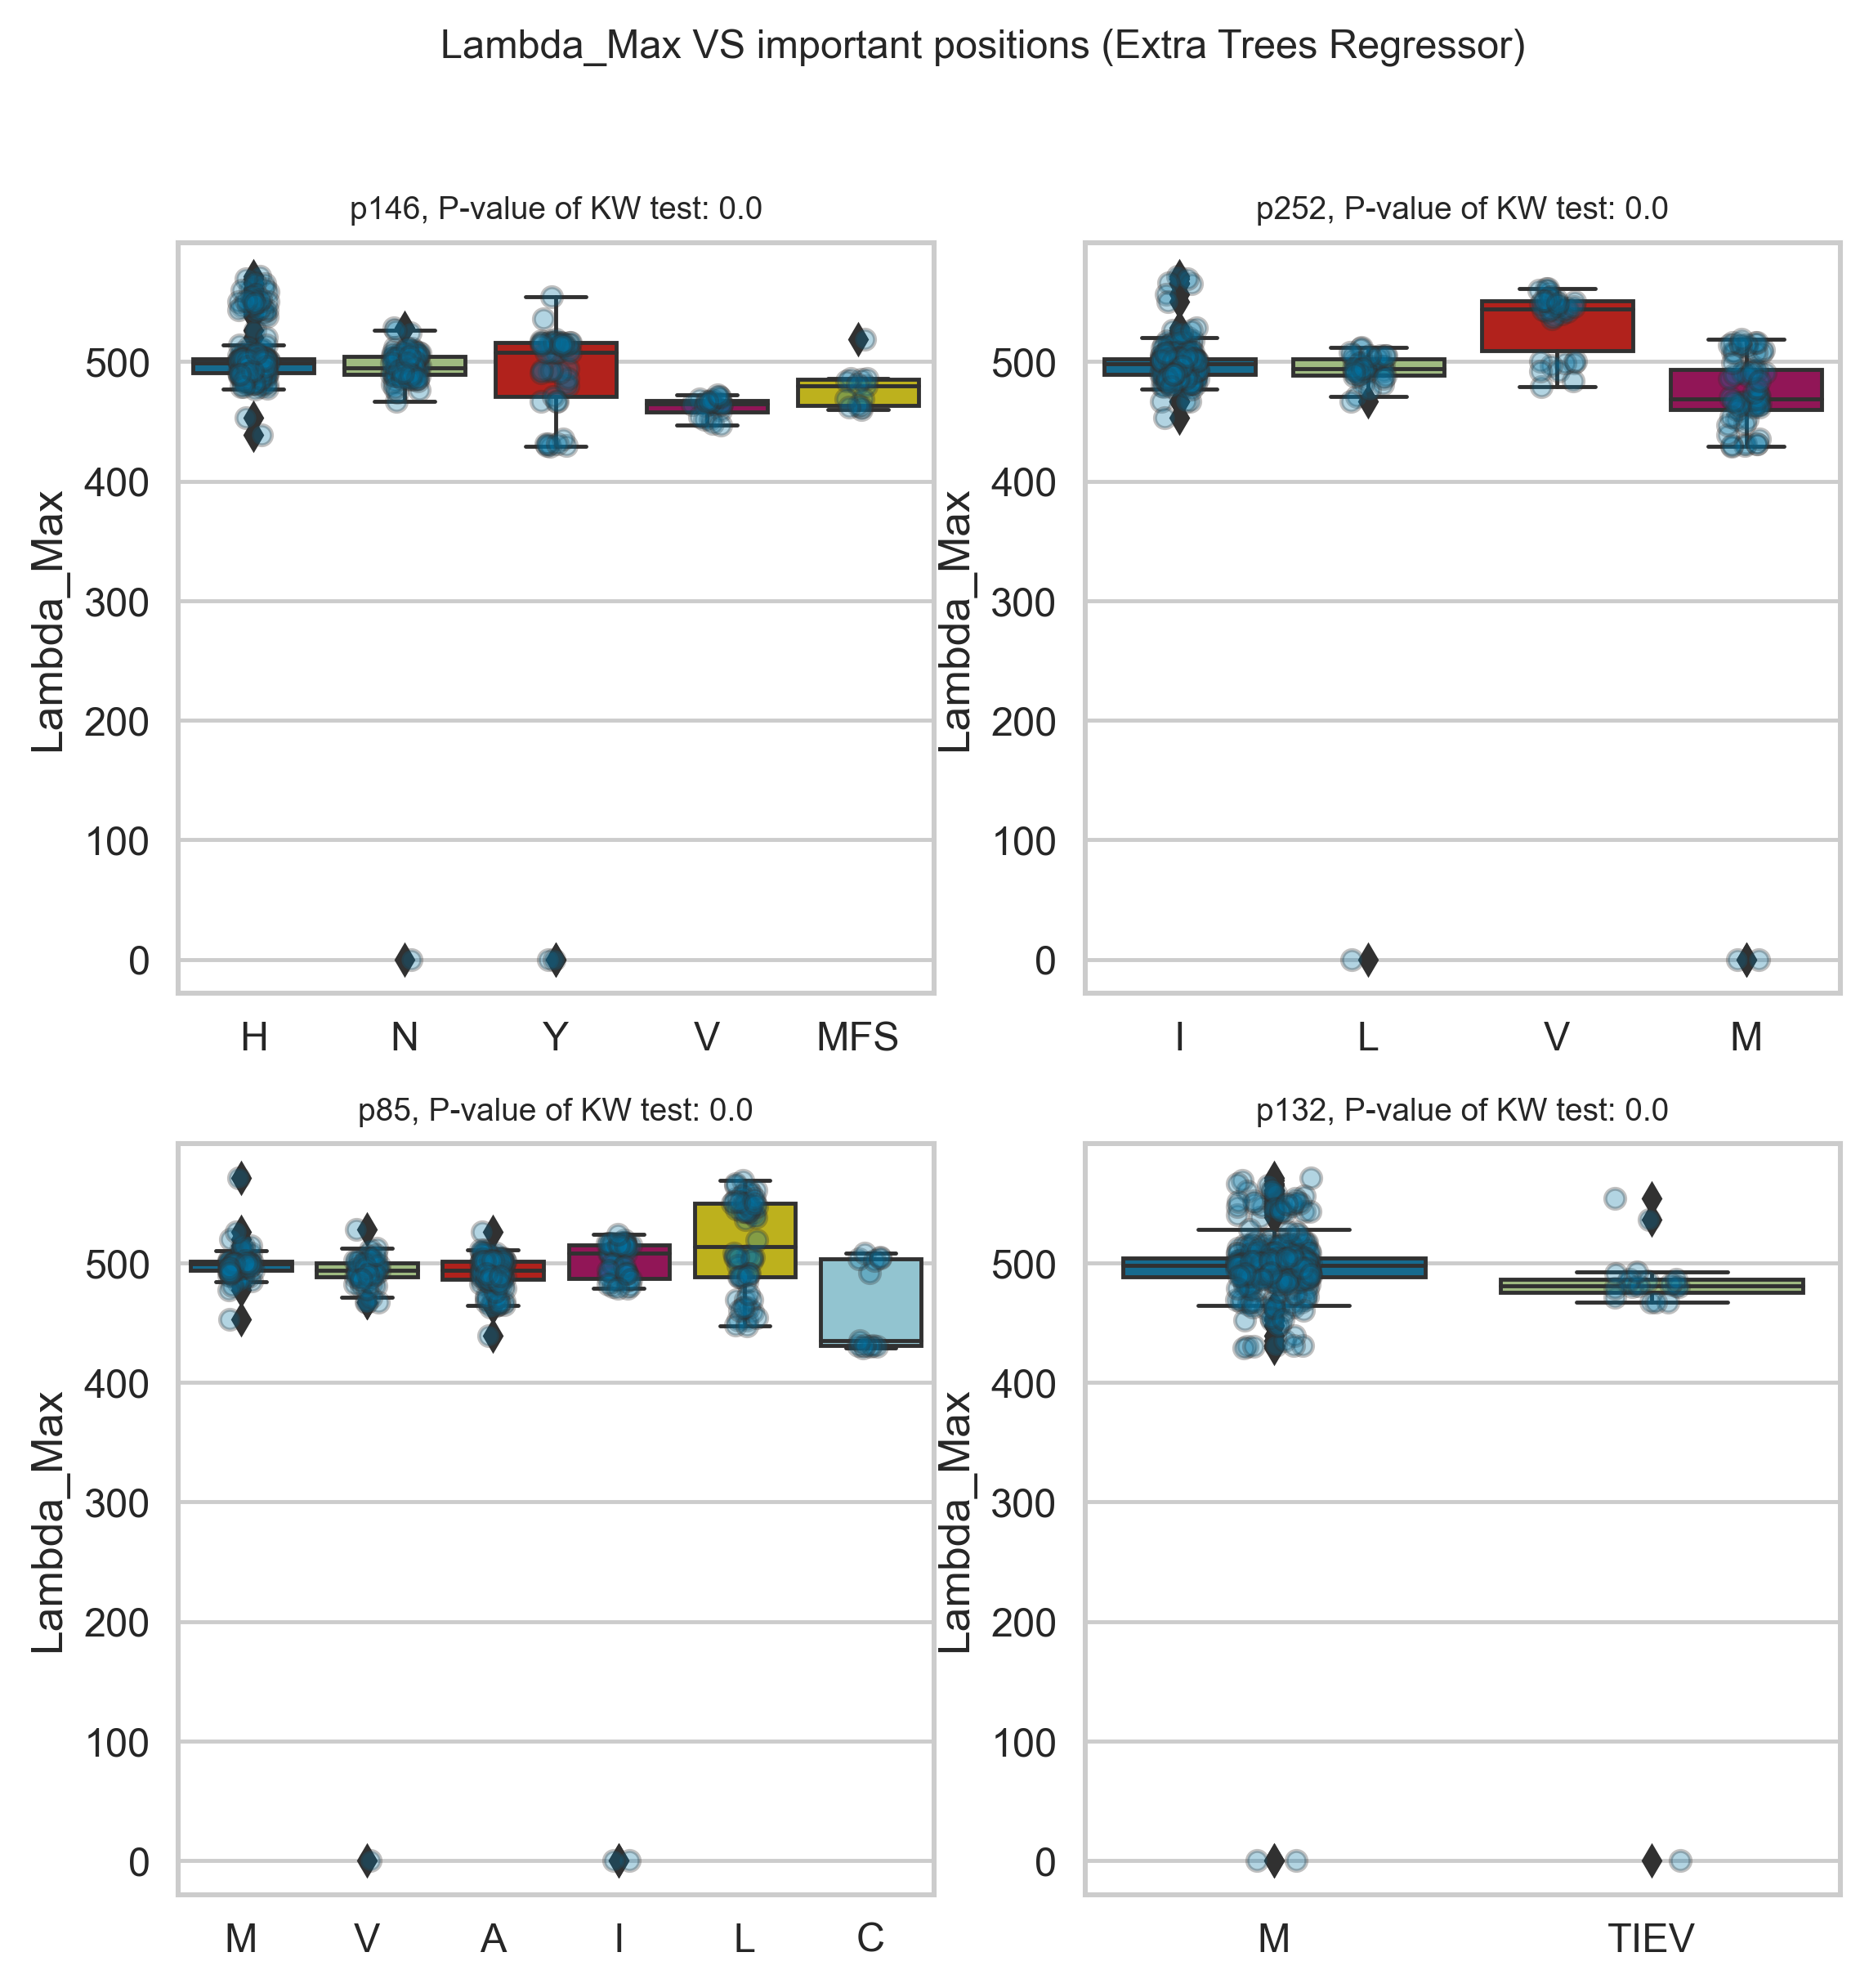 Lambda_Max VS important positions (Extra Trees Regressor)
p146, P-value of KW test: 0.0
Lambda_Max
500
400
300
200
100
0
H N Y V MFS
p252, P-value of KW test: 0.0
Lambda_Max
500
400
300
200
100
0
I L V M
p85, P-value of KW test: 0.0
Lambda_Max
500
400
300
200
100
0
M V A I L C
p132, P-value of KW test: 0.0
Lambda_Max
500
400
300
200
100
0
M TIEV